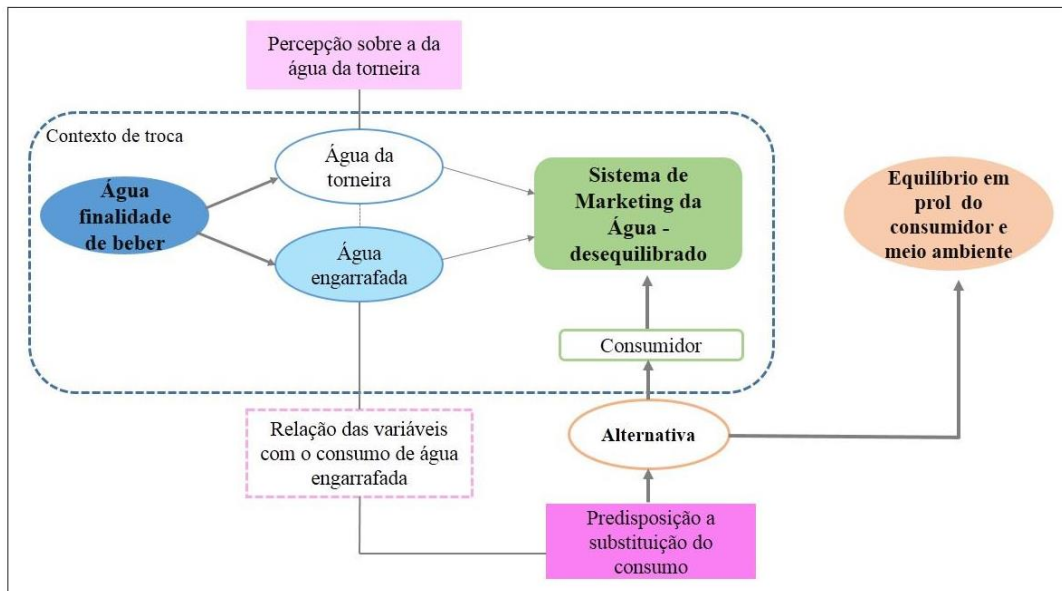 Percepção sobre a da
água da torneira
Contexto de troca
Água
finalidade
de beber
Água da
torneira
Água
engarrafada
Sistema de
Marketing da
Água -
desequilibrado
Equilíbrio em
prol do
consumidor e
meio ambiente
Consumidor
Relação das variáveis
com o consumo de água
engarrafada
Alternativa
Predisposição a
substituição do
consumo